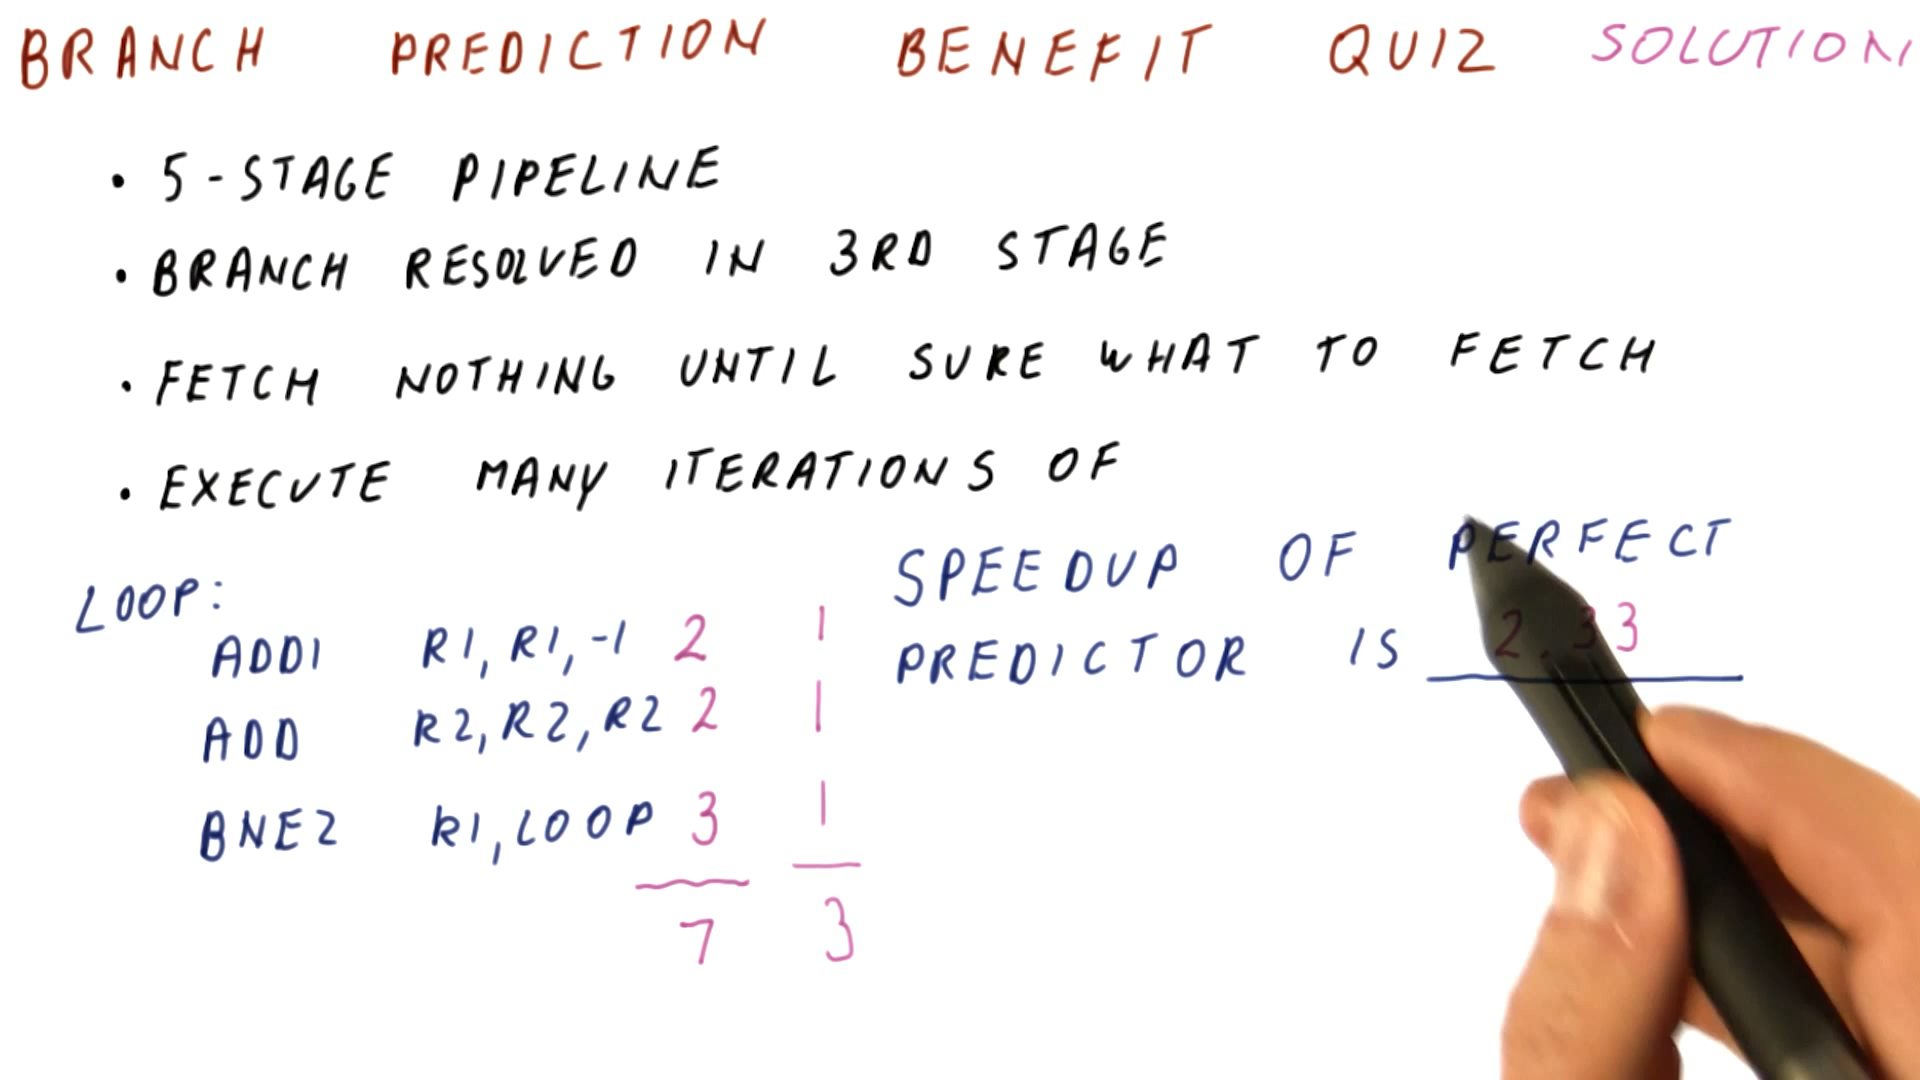 BRANCH PREDICTION BENEFIT QUIZ SOLUTION
• 5-STAGE PIPELINE
• BRANCH RESOLVED IN 3RD STAGE
• FETCH NOTHING UNTIL SURE WHAT TO FETCH
• EXECUTE MANY ITERATIONS OF
LOOP:
ADD1 R1, R1, -1 2 1
ADD R2, R2, R2 2 1
BNEZ R1, LOOP 3 1
7 3
SPEEDUP OF PERFECT
PREDICTOR IS 2.33